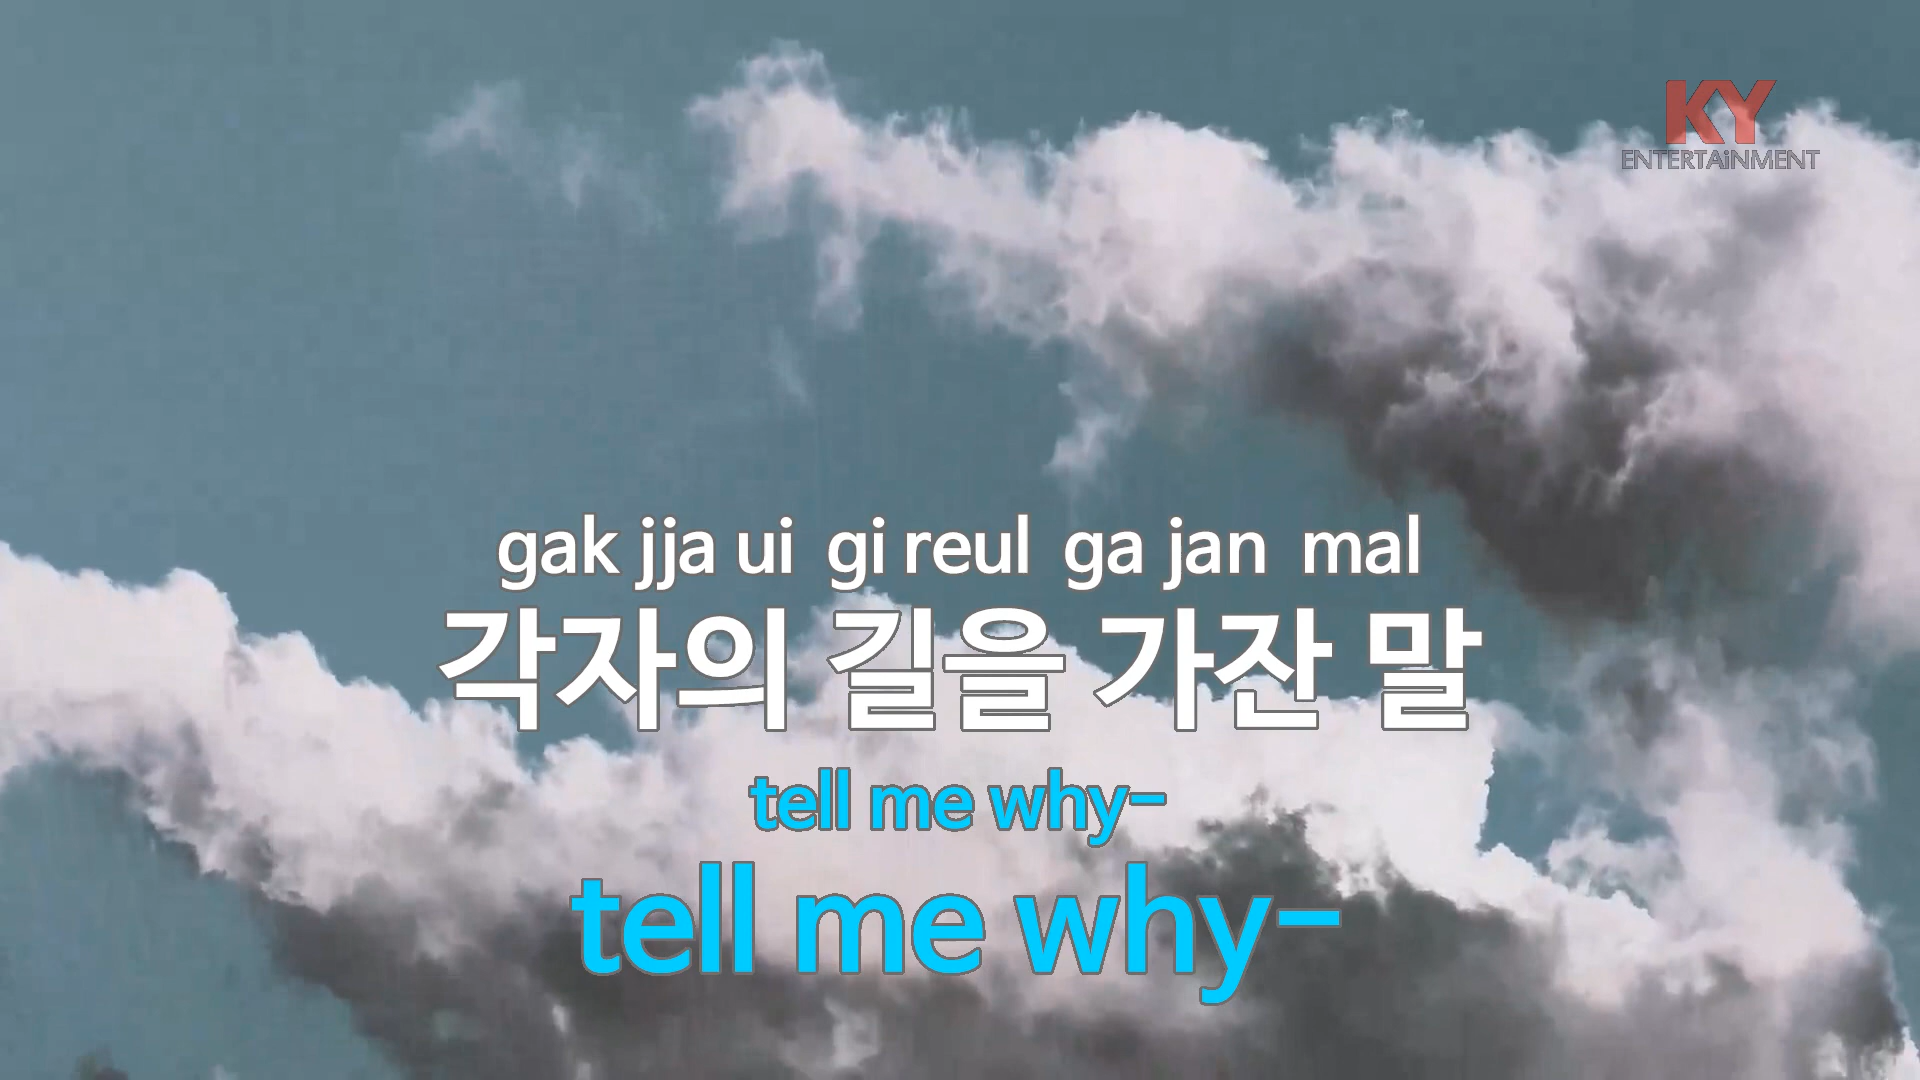 KY
ENTERTAiNMENT
gak jja ui gi reul ga jan mal
각자의 길을 가잔 말
tell me why-
tell me why-